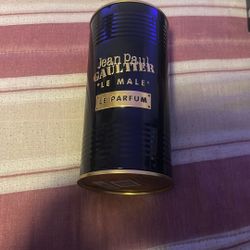 Jean Paul
GAULTIER
"LE MALE"
LE PARFUM